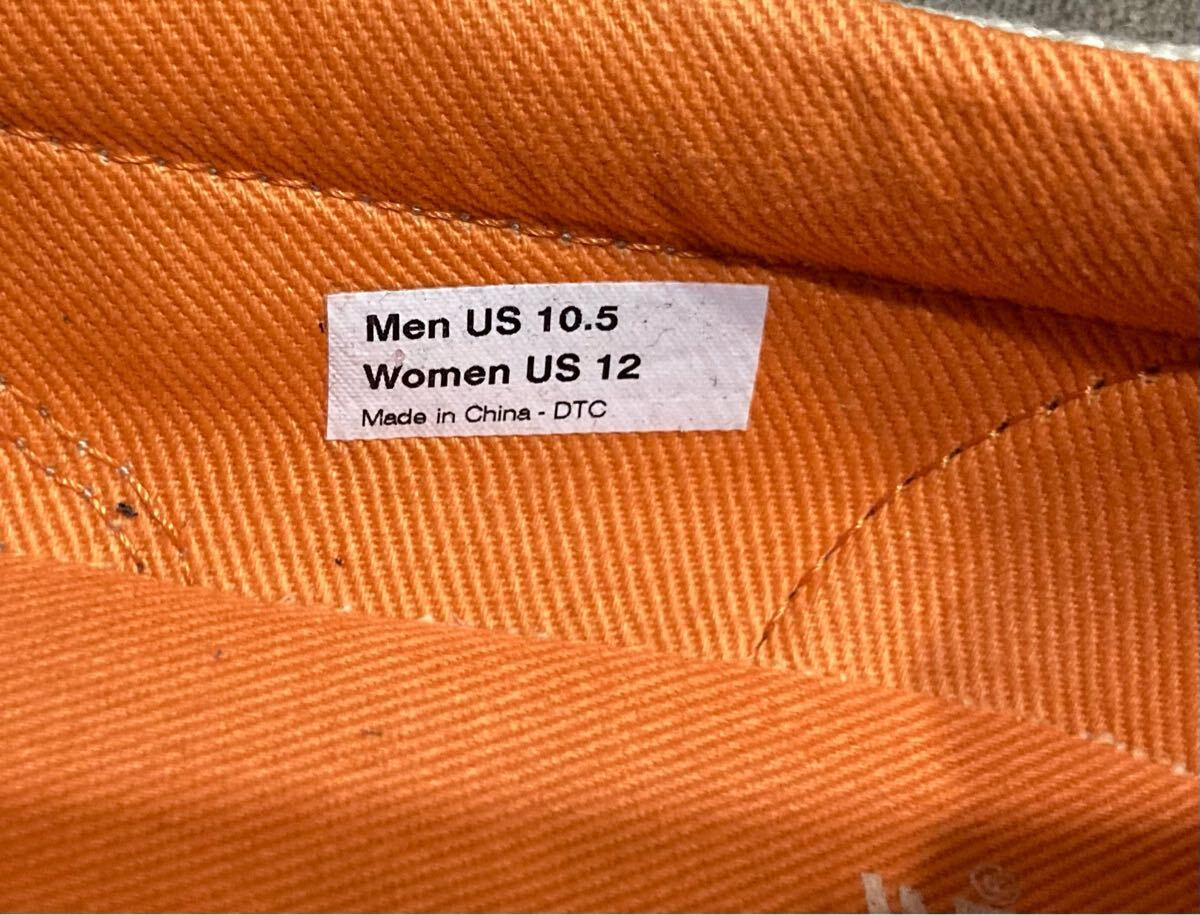 Men US 10.5
Women US 12
Made in China - DTC